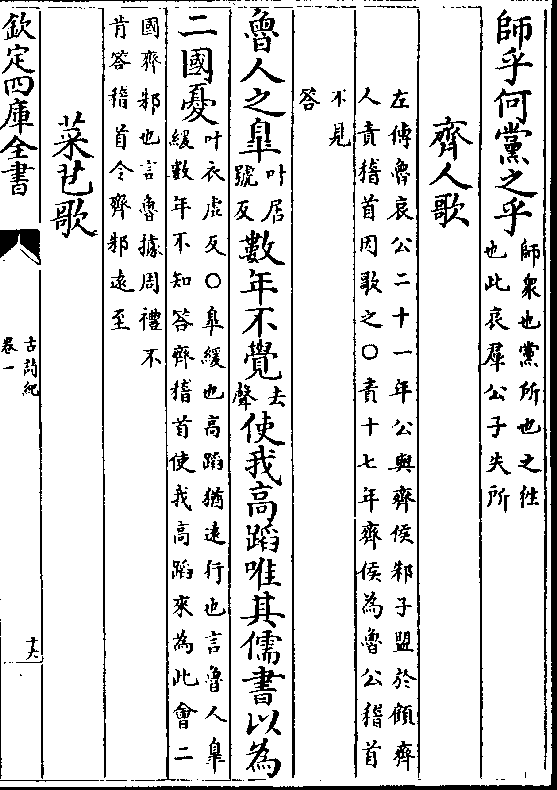 師乎何黨之乎師衆也黨所也之往
也此哀羣公子失所
齊人歌
左傳魯哀公二十一年公與齊侯邾子盟於顧齊
人責稽首因歌之○責十七年齊侯為魯公稽首
不見
答
魯人之皐叶居號反數年不覺去聲使我高蹈唯其儒書以為
二國憂叶衣虛反○皐緩也高蹈猶遠行也言魯人皐
緩數年不知答齊稽首使我高蹈來為此會二
國齊邾也言魯據周禮不
肯答稽首令齊邾遠至
菜芑歌
欽定四庫全書
古詩紀
卷一
十六